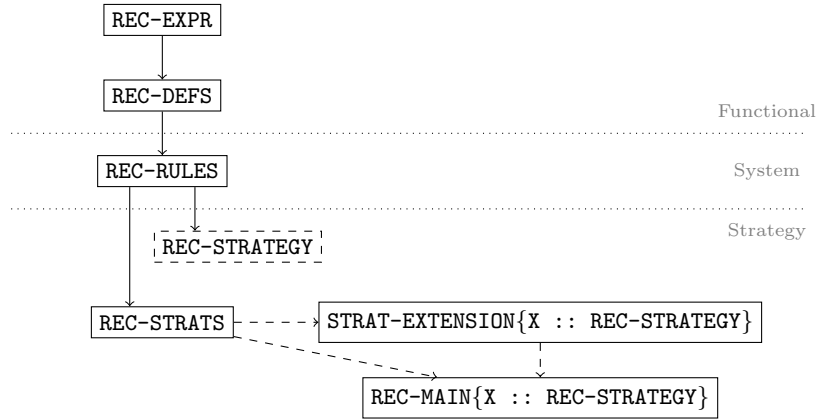 REC-EXPR
REC-DEFS
Functional
REC-RULES
System
Strategy
REC-STRATEGY
REC-STRATS
STRAT-EXTENSION{X :: REC-STRATEGY}
REC-MAIN{X :: REC-STRATEGY}